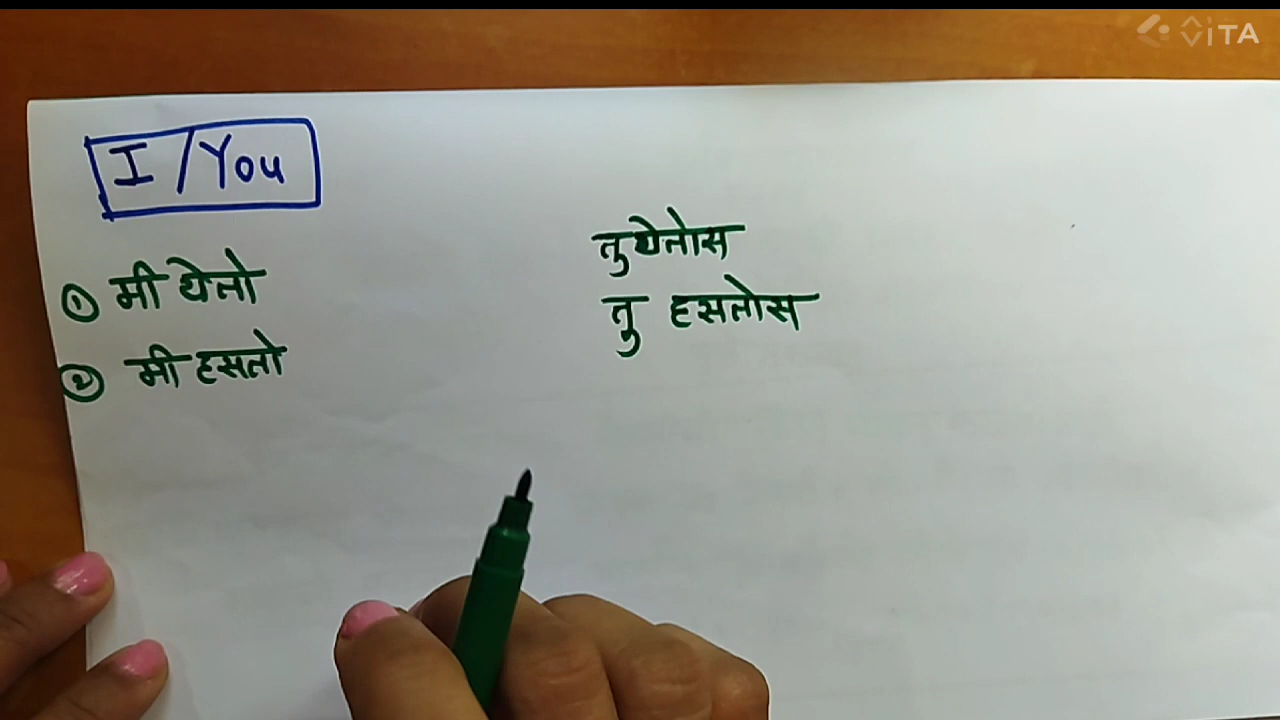 VITA
I / You
① मी येतो
तु येतोस
② मी हसतो
तु हसतोस